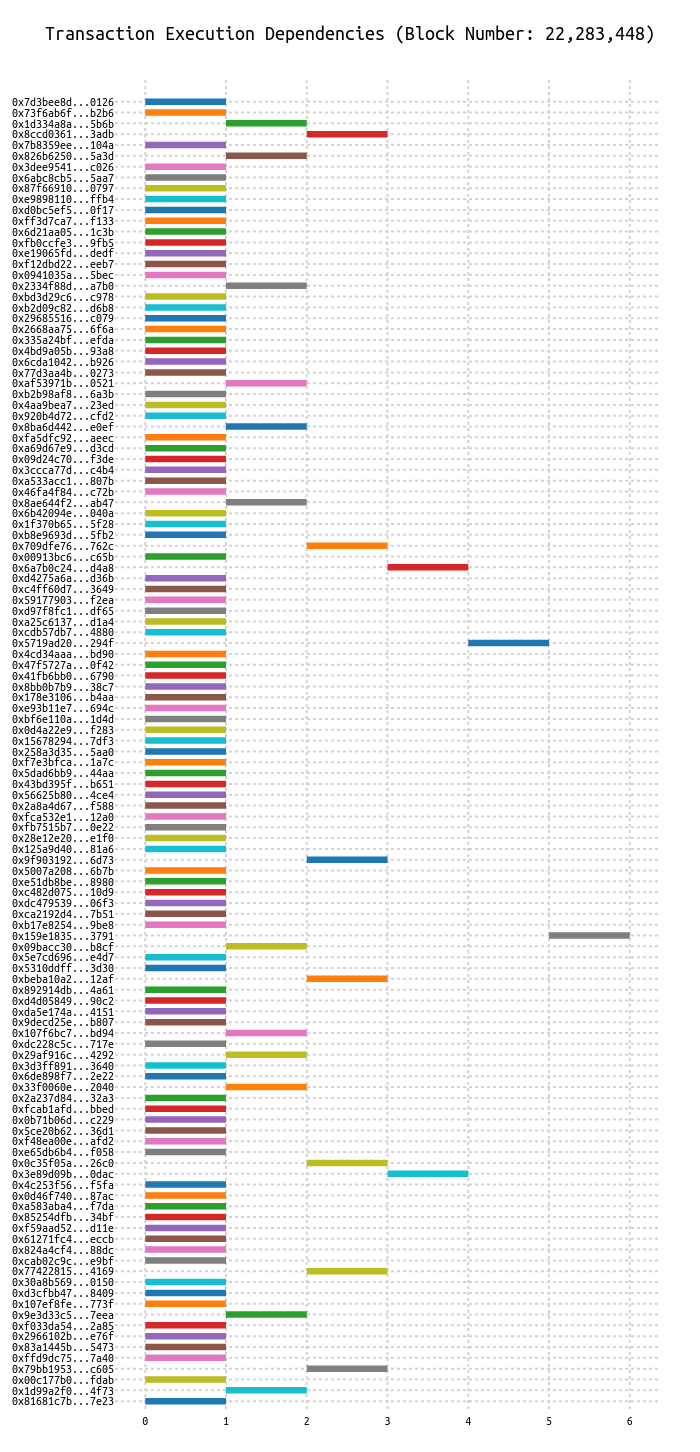 Transaction Execution Dependencies (Block Number: 22,283,448)
0x7d3bee8d...0126
0x73f6ab6f...b2b6
0x1d334a8a...5b6b
0x8ccd0361...3adb
0x7b8359ee...104a
0x826b6250...5a3d
0x3dee9541...c026
0x6abc8cb5...5aa7
0x87f66910...0797
0xe9898110...ffb4
0xd0bc5ef5...0f17
0xff3d7ca7...f133
0x6d21aa05...1c3b
0xfb0ccfe3...9fb5
0xe19065fd...dedf
0xf12dbd22...eeb7
0x0941035a...5bec
0x2334f88d...a7b0
0xbd3d29c6...c978
0xb2d09c82...d6b8
0x29685516...c079
0x2668aa75...6f6a
0x335a24bf...efda
0x4bd9a05b...93a8
0x6cda1042...b926
0x77d3aa4b...0273
0xaf53971b...0521
0xb2b98af8...6a3b
0x4aa9bea7...23ed
0x920b4d72...cfd2
0x8ba6d442...e0ef
0xfa5dfc92...aeec
0xa69d67e9...d3cd
0x09d24c70...f3de
0x3ccca77d...c4b4
0xa533acc1...807b
0x46fa4f84...c72b
0x8ae644f2...ab47
0x6b42094e...040a
0x1f370b65...5f28
0xb8e9693d...5fb2
0x709dfe76...762c
0x00913bc6...c65b
0x6a7b0c24...d4a8
0xd4275a6a...d36b
0xc4ff60d7...3649
0x59177903...f2ea
0xd97f8fc1...df65
0xa25c6137...d1a4
0xcdb57db7...4880
0x5719ad20...294f
0x4cd34aaa...bd90
0x47f5727a...0f42
0x41fb6bb0...6790
0x8bb0b7b9...38c7
0x178e3106...b4aa
0xe93b11e7...694c
0xbf6e110a...1d4d
0x0d4a22e9...f283
0x15678294...7df3
0x258a3d35...5aa0
0xf7e3bfca...1a7c
0x5dad6bb9...44aa
0x43bd395f...b651
0x56625b80...4ce4
0x2a8a4d67...f588
0xfca532e1...12a0
0xfb7515b7...0e22
0x28e12e20...e1f0
0x125a9d40...81a6
0x9f903192...6d73
0x5007a208...6b7b
0xe51db8be...8980
0xc482d075...10d9
0xdc479539...06f3
0xca2192d4...7b51
0xb17e8254...9be8
0x159e1835...3791
0x09bacc30...b8cf
0x5e7cd696...e4d7
0x5310ddff...3d30
0xbeba10a2...12af
0x892914db...4a61
0xd4d05849...90c2
0xda5e174a...4151
0x9decd25e...b807
0x107f6bc7...bd94
0xdc228c5c...717e
0x29af916c...4292
0x3d3ff891...3640
0x6de898f7...2e22
0x33f0060e...2040
0x2a237d84...32a3
0xfcab1afd...bbed
0x0b71b06d...c229
0x5ce20b62...36d1
0xf48ea00e...afd2
0xe65db6b4...f058
0x0c35f05a...26c0
0x3e89d09b...0dac
0x4c253f56...f5fa
0x0d46f740...87ac
0xa583aba4...f7da
0x85254dfb...34bf
0xf59aad52...d11e
0x61271fc4...eccb
0x824a4cf4...88dc
0xcab02c9c...e9bf
0x77422815...4169
0x30a8b569...0150
0xd3cfbb47...8409
0x107ef8fe...773f
0x9e3d33c5...7eea
0xf033da54...2a85
0x2966102b...e76f
0x83a1445b...5473
0xffd9dc75...7a40
0x79bb1953...c605
0x00c177b0...fdab
0x1d99a2f0...4f73
0x81681c7b...7e23
0 1 2 3 4 5 6